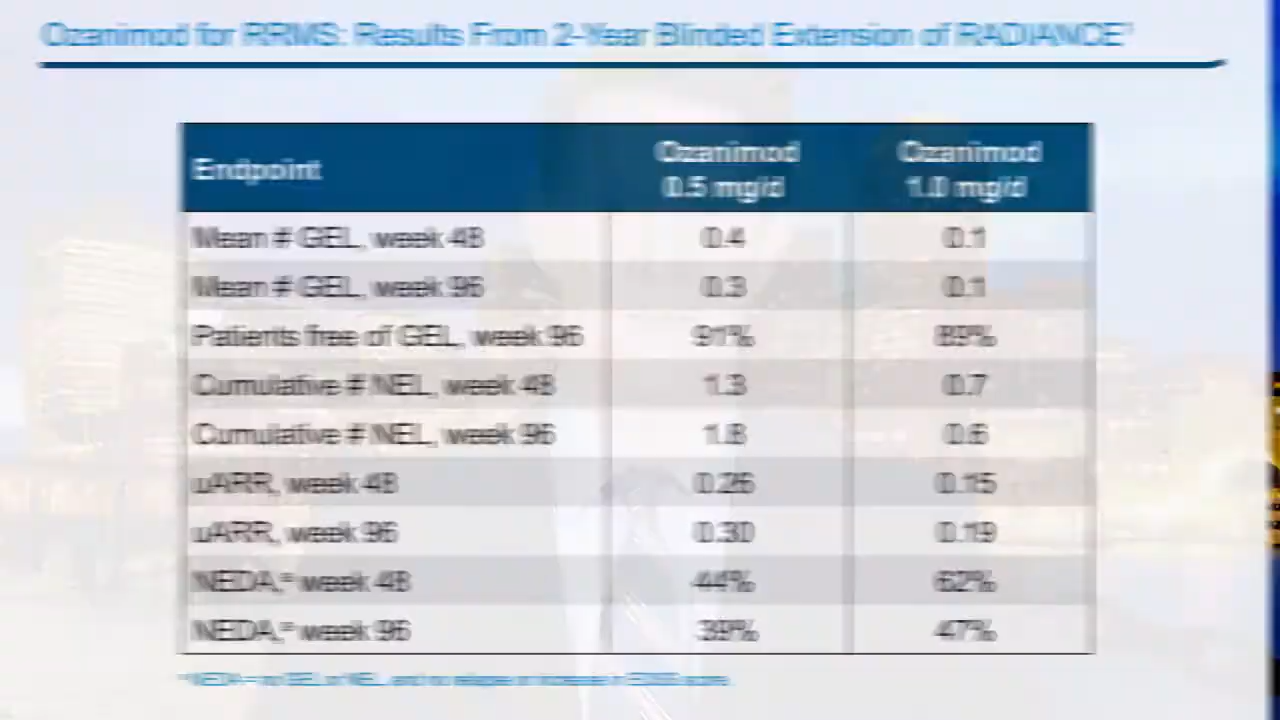 Ozanimod for RRMS: Results From 2-Year Blinded Extension of RADIANCE
Endpoint Ozanimod 0.5 mg/d Ozanimod 1.0 mg/d
Mean # GEL, week 48 0.4 0.1
Mean # GEL, week 96 0.3 0.1
Patients free of GEL, week 96 91% 89%
Cumulative # NEL, week 48 1.3 0.7
Cumulative # NEL, week 96 1.8 0.6
uARR, week 48 0.26 0.15
uARR, week 96 0.30 0.19
NEDA, week 48 44% 62%
NEDA, week 96 39% 47%